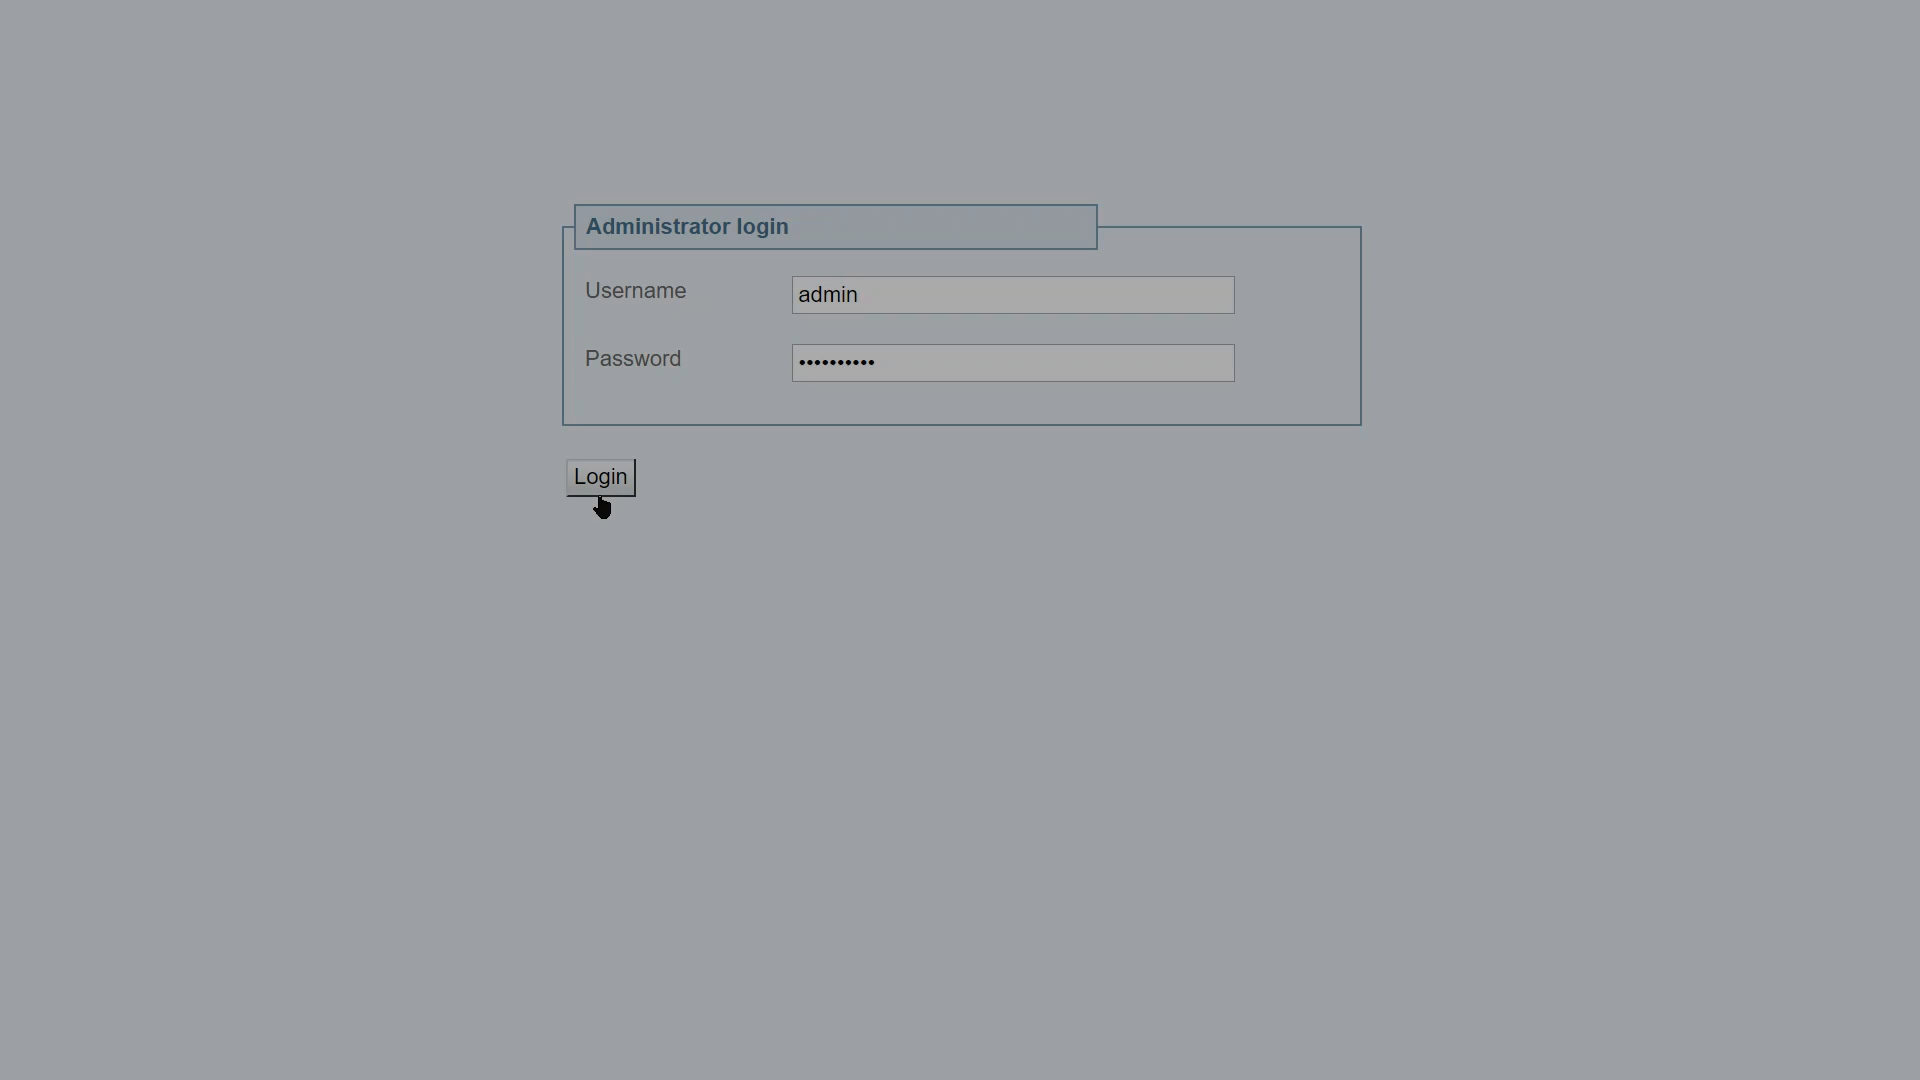 Administrator login
Username
admin
Password
••••••••••
Login